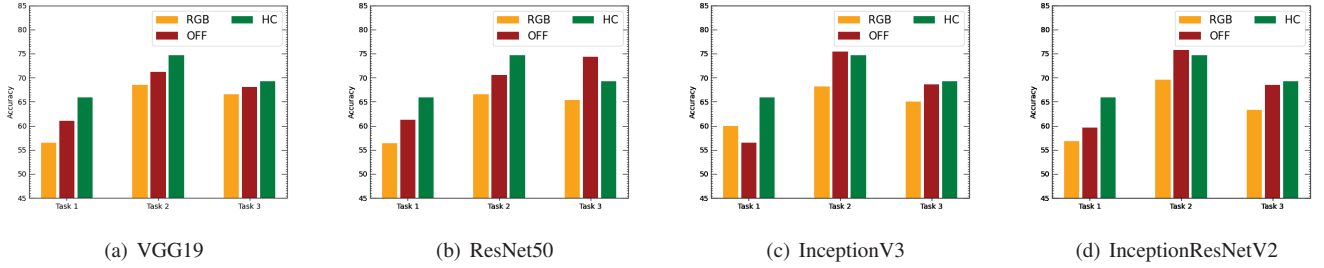 85
80
75
70
65
60
55
50
45
Accuracy
RGB
OFF
HC
Task 1
Task 2
Task 3
(a) VGG19
85
80
75
70
65
60
55
50
45
Accuracy
RGB
OFF
HC
Task 1
Task 2
Task 3
(b) ResNet50
85
80
75
70
65
60
55
50
45
Accuracy
RGB
OFF
HC
Task 1
Task 2
Task 3
(c) InceptionV3
85
80
75
70
65
60
55
50
45
Accuracy
RGB
OFF
HC
Task 1
Task 2
Task 3
(d) InceptionResNetV2